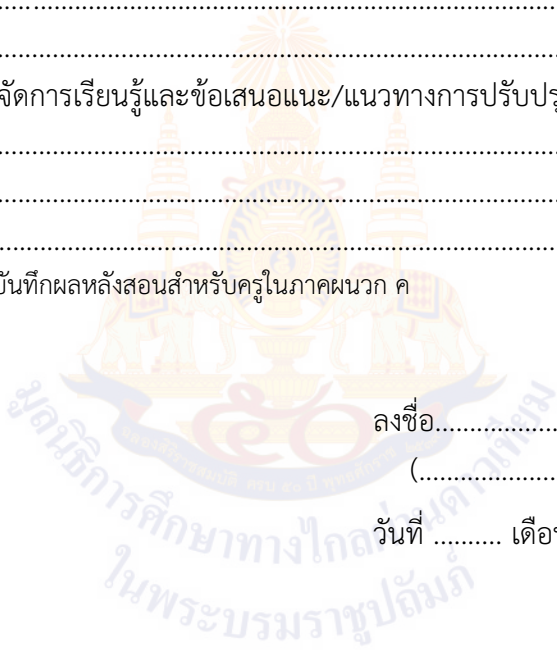 ................................................................................
................................................................................
จัดการเรียนรู้และข้อเสนอแนะ/แนวทางการปรับปรุ
................................................................................
................................................................................
................................................................................
บันทึกผลหลังสอนสำหรับครูในภาคผนวก ค
ลงชื่อ..................
(.....................
วันที่ .......... เดือ
มูลนิธิการศึกษาทางไกลผ่านดาวเทียม
ในพระบรมราชูปถัมภ์
๕๐